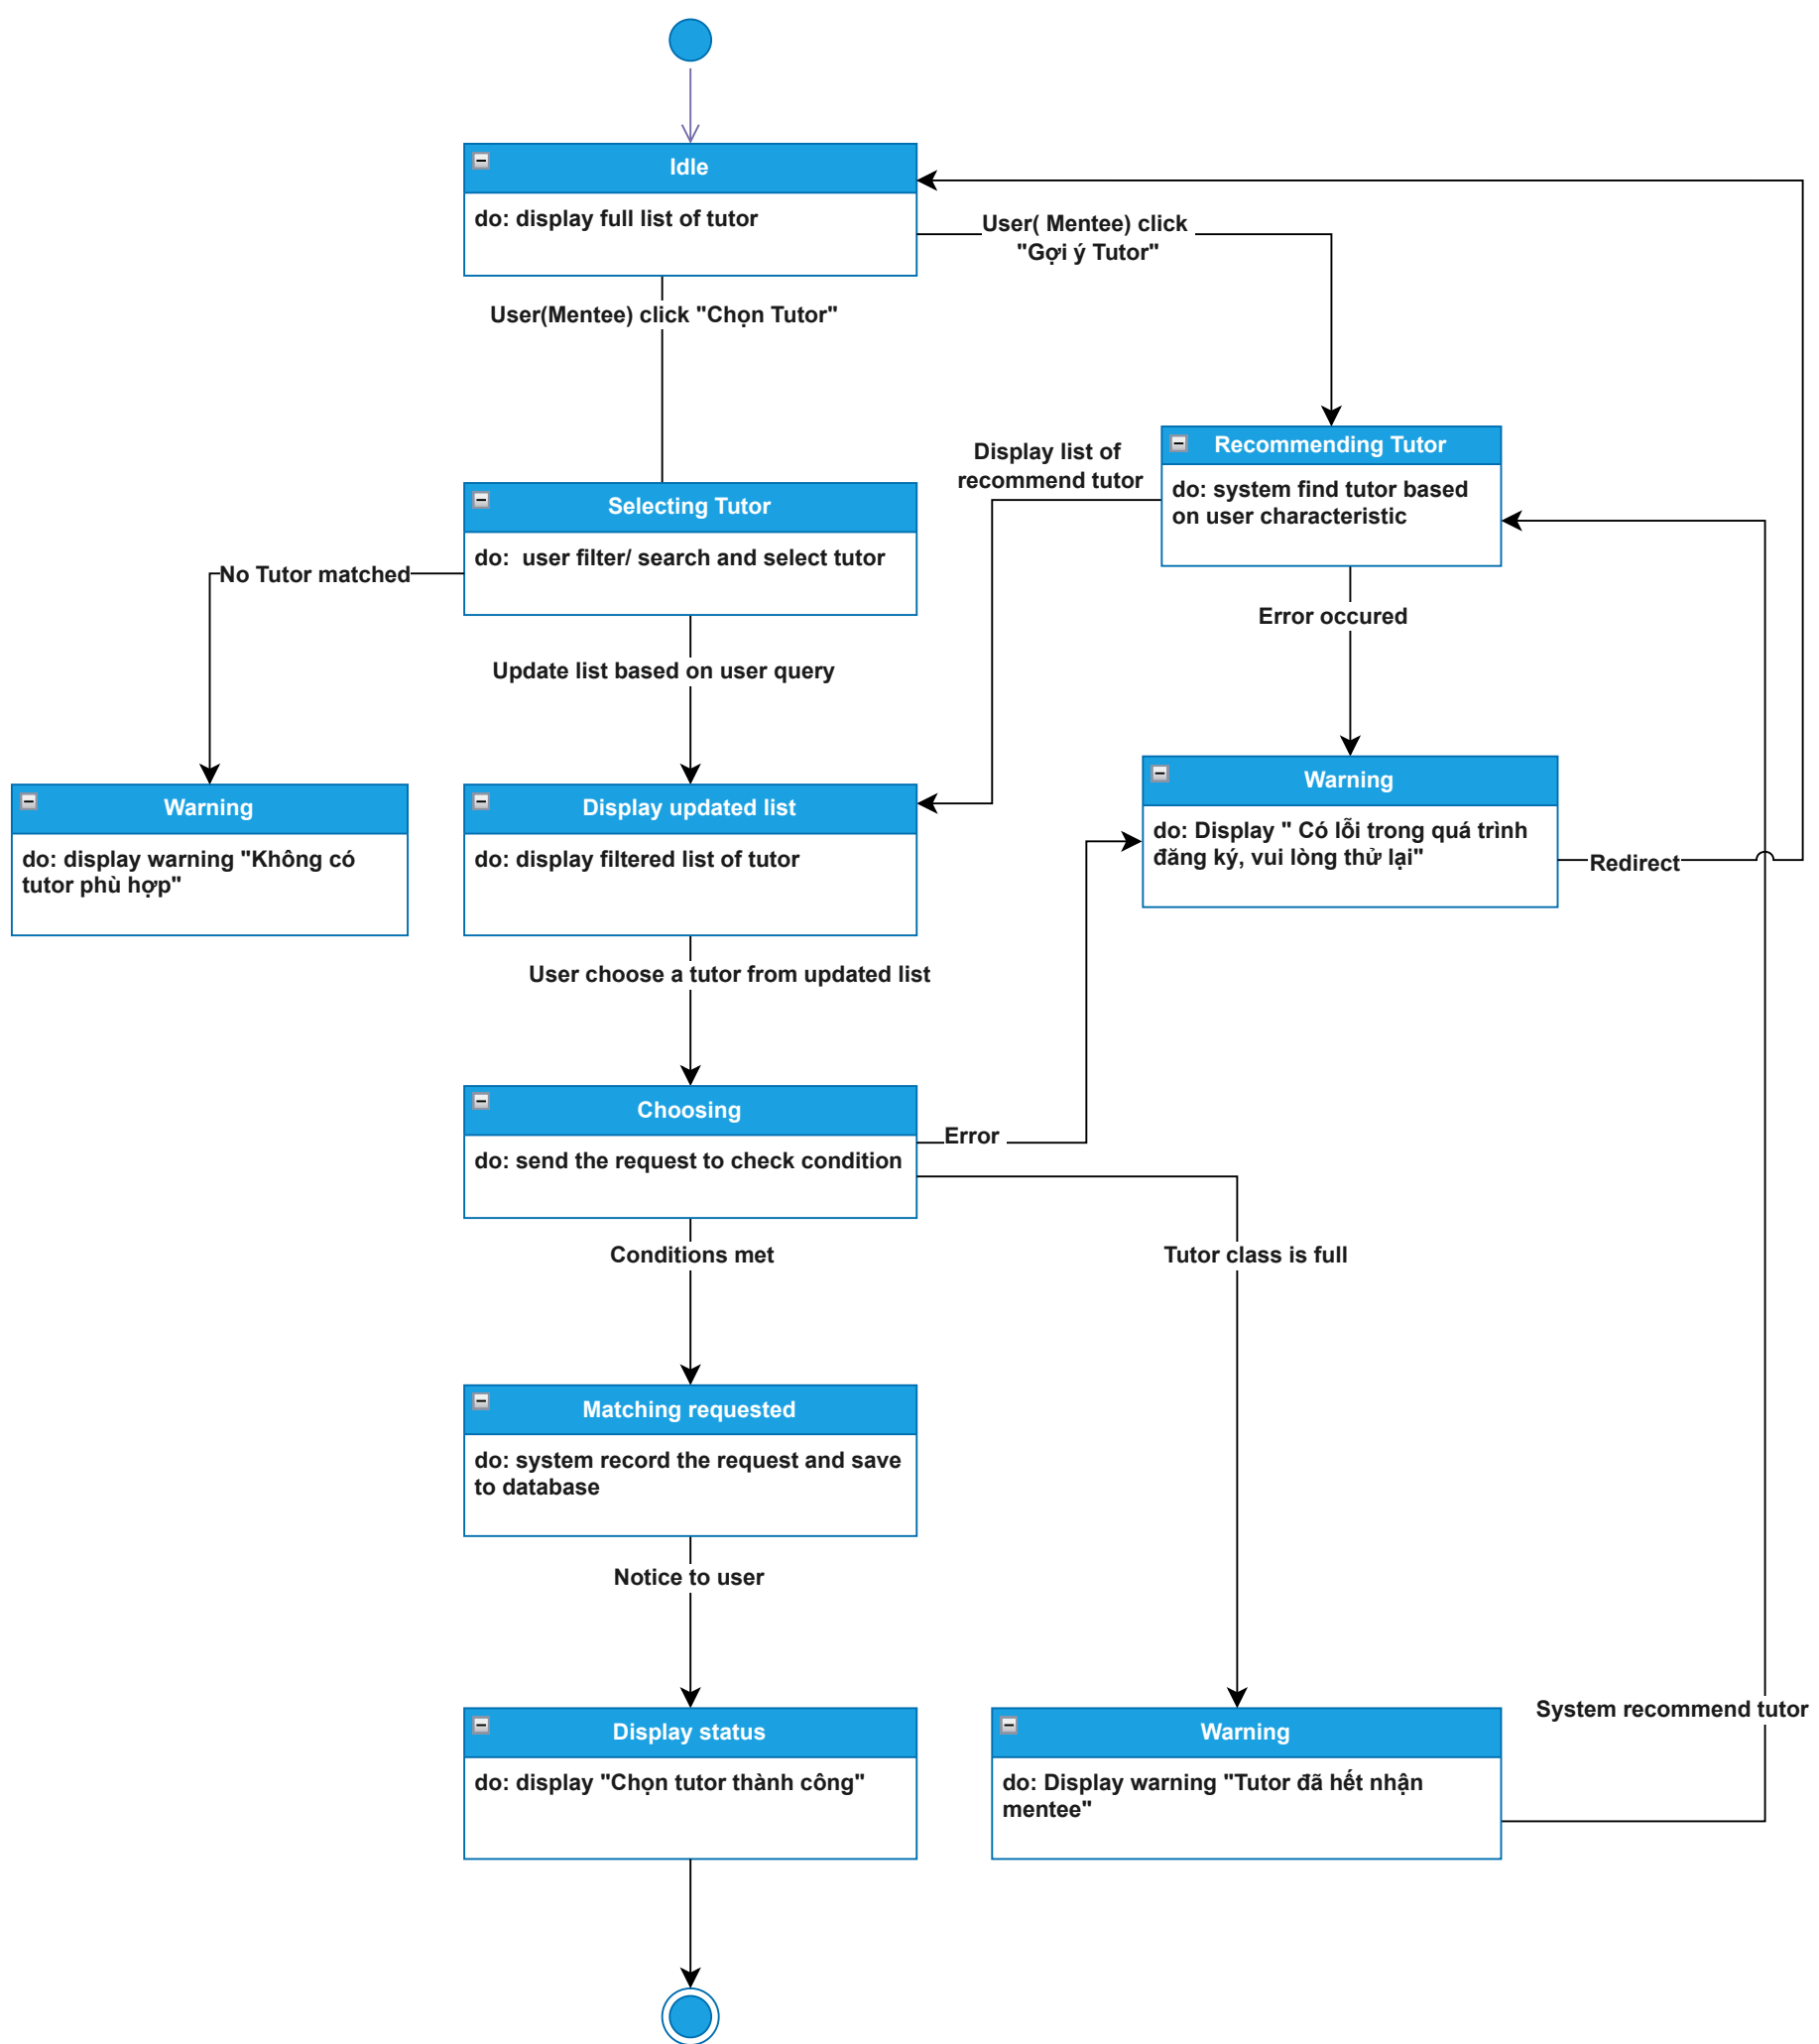 Idle
do: display full list of tutor
User( Mentee) click
"Gợi ý Tutor"
User(Mentee) click "Chọn Tutor"
Recommending Tutor
do: system find tutor based
on user characteristic
Display list of
recommend tutor
Selecting Tutor
do:  user filter/ search and select tutor
No Tutor matched
Error occured
Update list based on user query
Warning
do: display warning "Không có
tutor phù hợp"
Display updated list
do: display filtered list of tutor
Warning
do: Display " Có lỗi trong quá trình
đăng ký, vui lòng thử lại"
Redirect
User choose a tutor from updated list
Choosing
do: send the request to check condition
Error
Conditions met
Tutor class is full
Matching requested
do: system record the request and save
to database
Notice to user
Display status
do: display "Chọn tutor thành công"
Warning
do: Display warning "Tutor đã hết nhận
mentee"
System recommend tutor